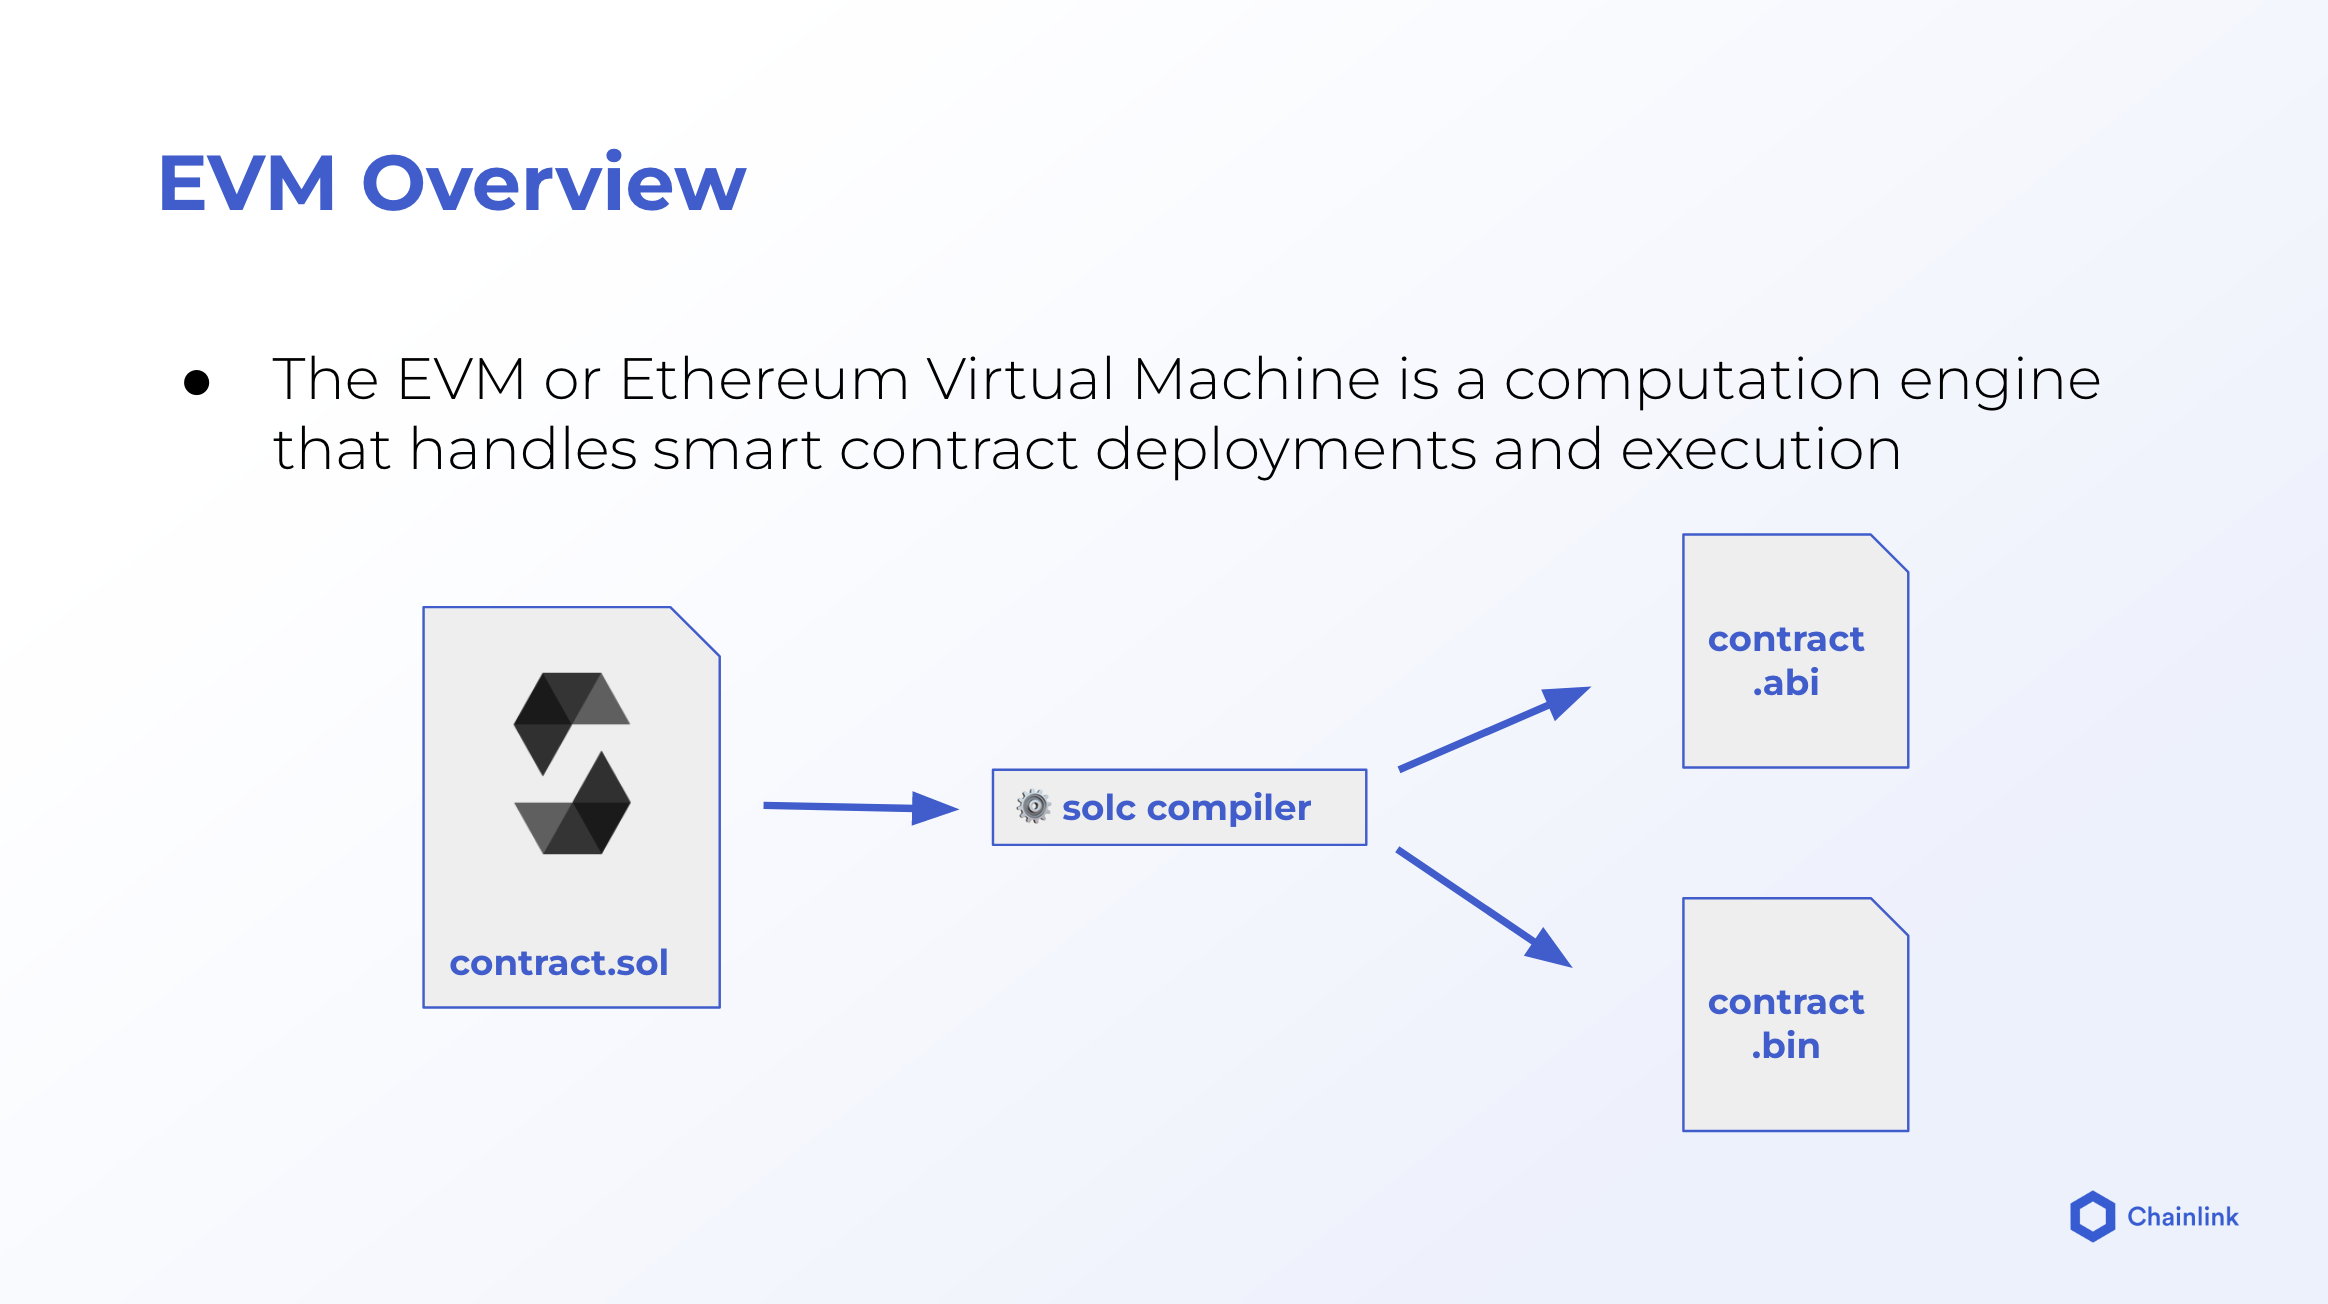 EVM Overview
● The EVM or Ethereum Virtual Machine is a computation engine
that handles smart contract deployments and execution
contract.sol
solc compiler
contract
.abi
contract
.bin
Chainlink